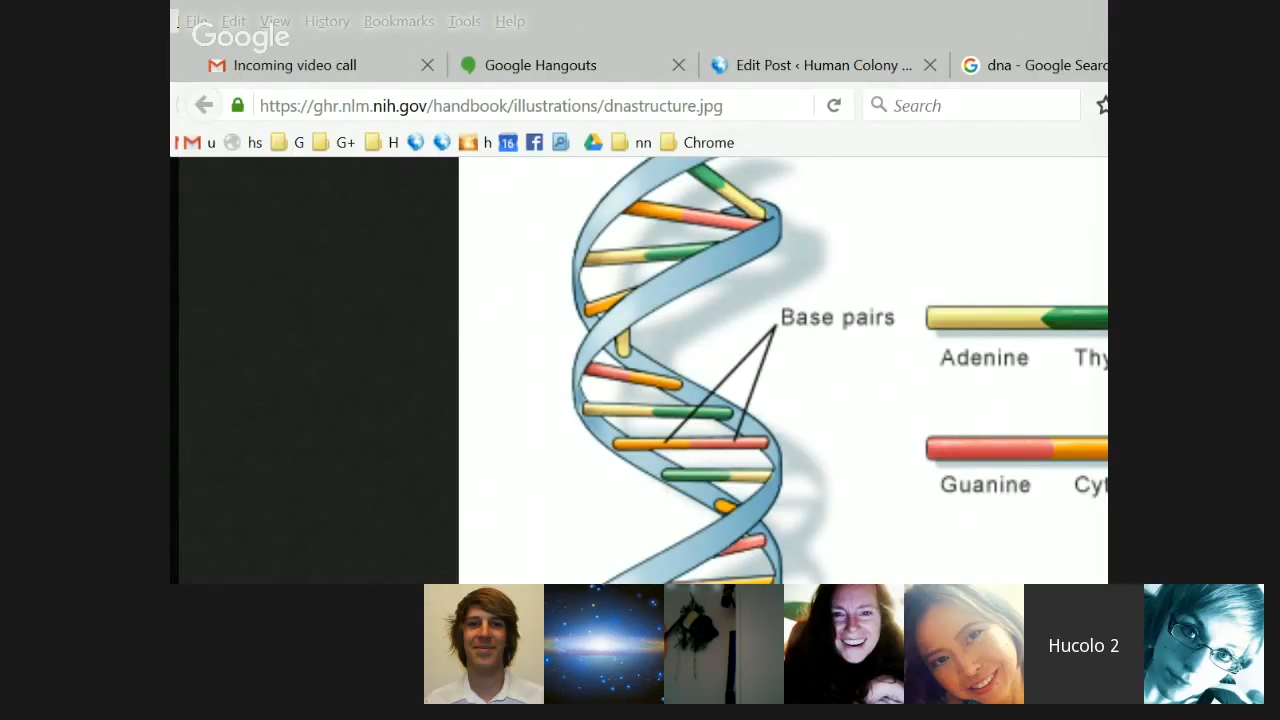 File Edit View History Bookmarks Tools Help
Google
Incoming video call Google Hangouts Edit Post ‹ Human Colony ... dna - Google Searc
https://ghr.nlm.nih.gov/handbook/illustrations/dnastructure.jpg Search
u hs G G+ H h 16 nn Chrome
Base pairs
Adenine Thy
Guanine Cyt
Hucolo 2